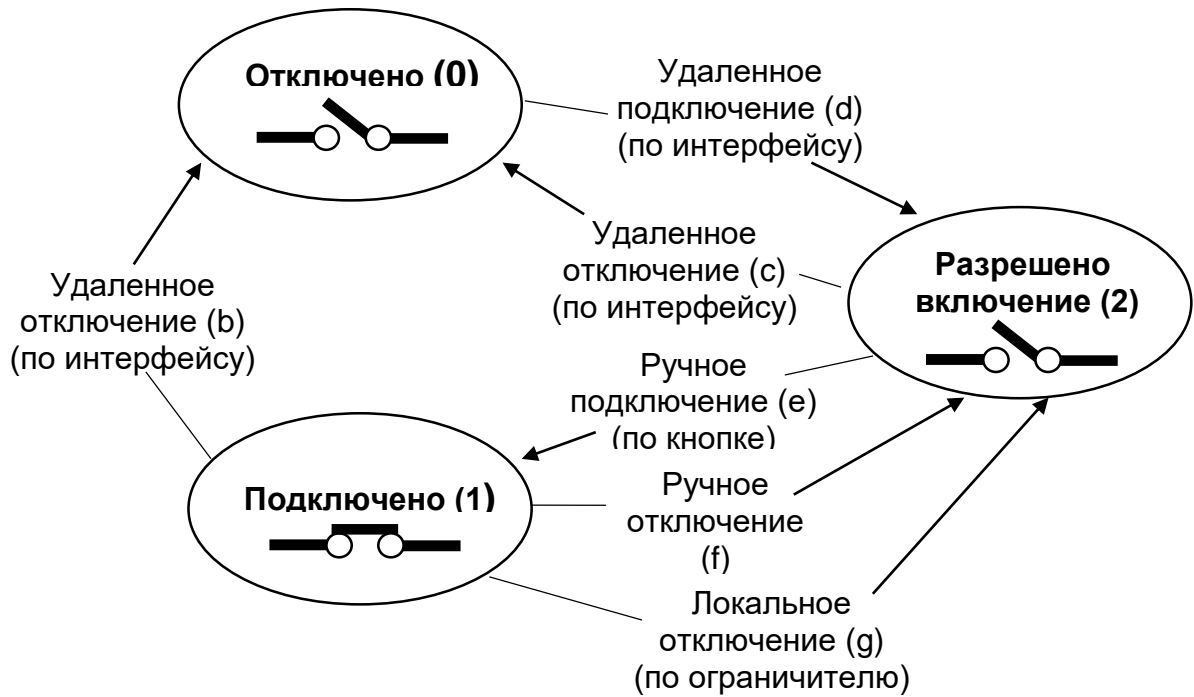 Отключено (0)
Удаленное
подключение (d)
(по интерфейсу)
Удаленное
отключение (c)
(по интерфейсу)
Разрешено
включение (2)
Удаленное
отключение (b)
(по интерфейсу)
Ручное
подключение (e)
(по кнопке)
Подключено (1)
Ручное
отключение
(f)
Локальное
отключение (g)
(по ограничителю)